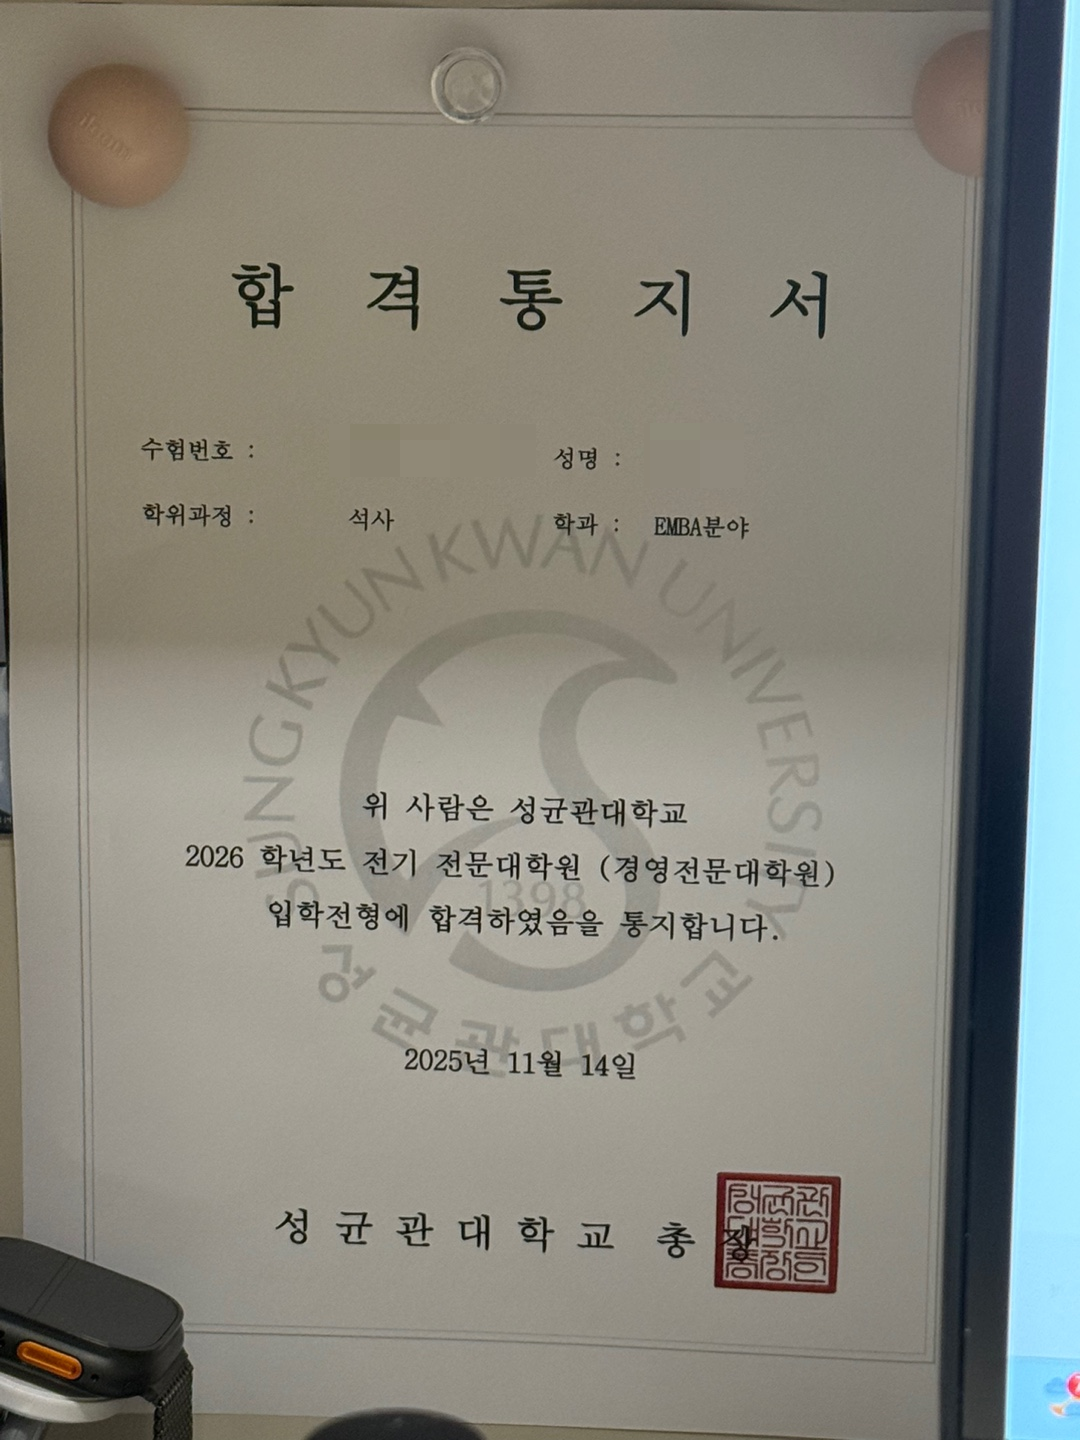 합격통지서
수험번호 : 성명 :
학위과정 : 석사 학과 : EMBA분야
SUNGKYUNKWAN UNIVERSITY
위 사람은 성균관대학교
2026 학년도 전기 전문대학원 (경영전문대학원)
1398
입학전형에 합격하였음을 통지합니다.
성균관대학교
2025년 11월 14일
성균관대학교 총장